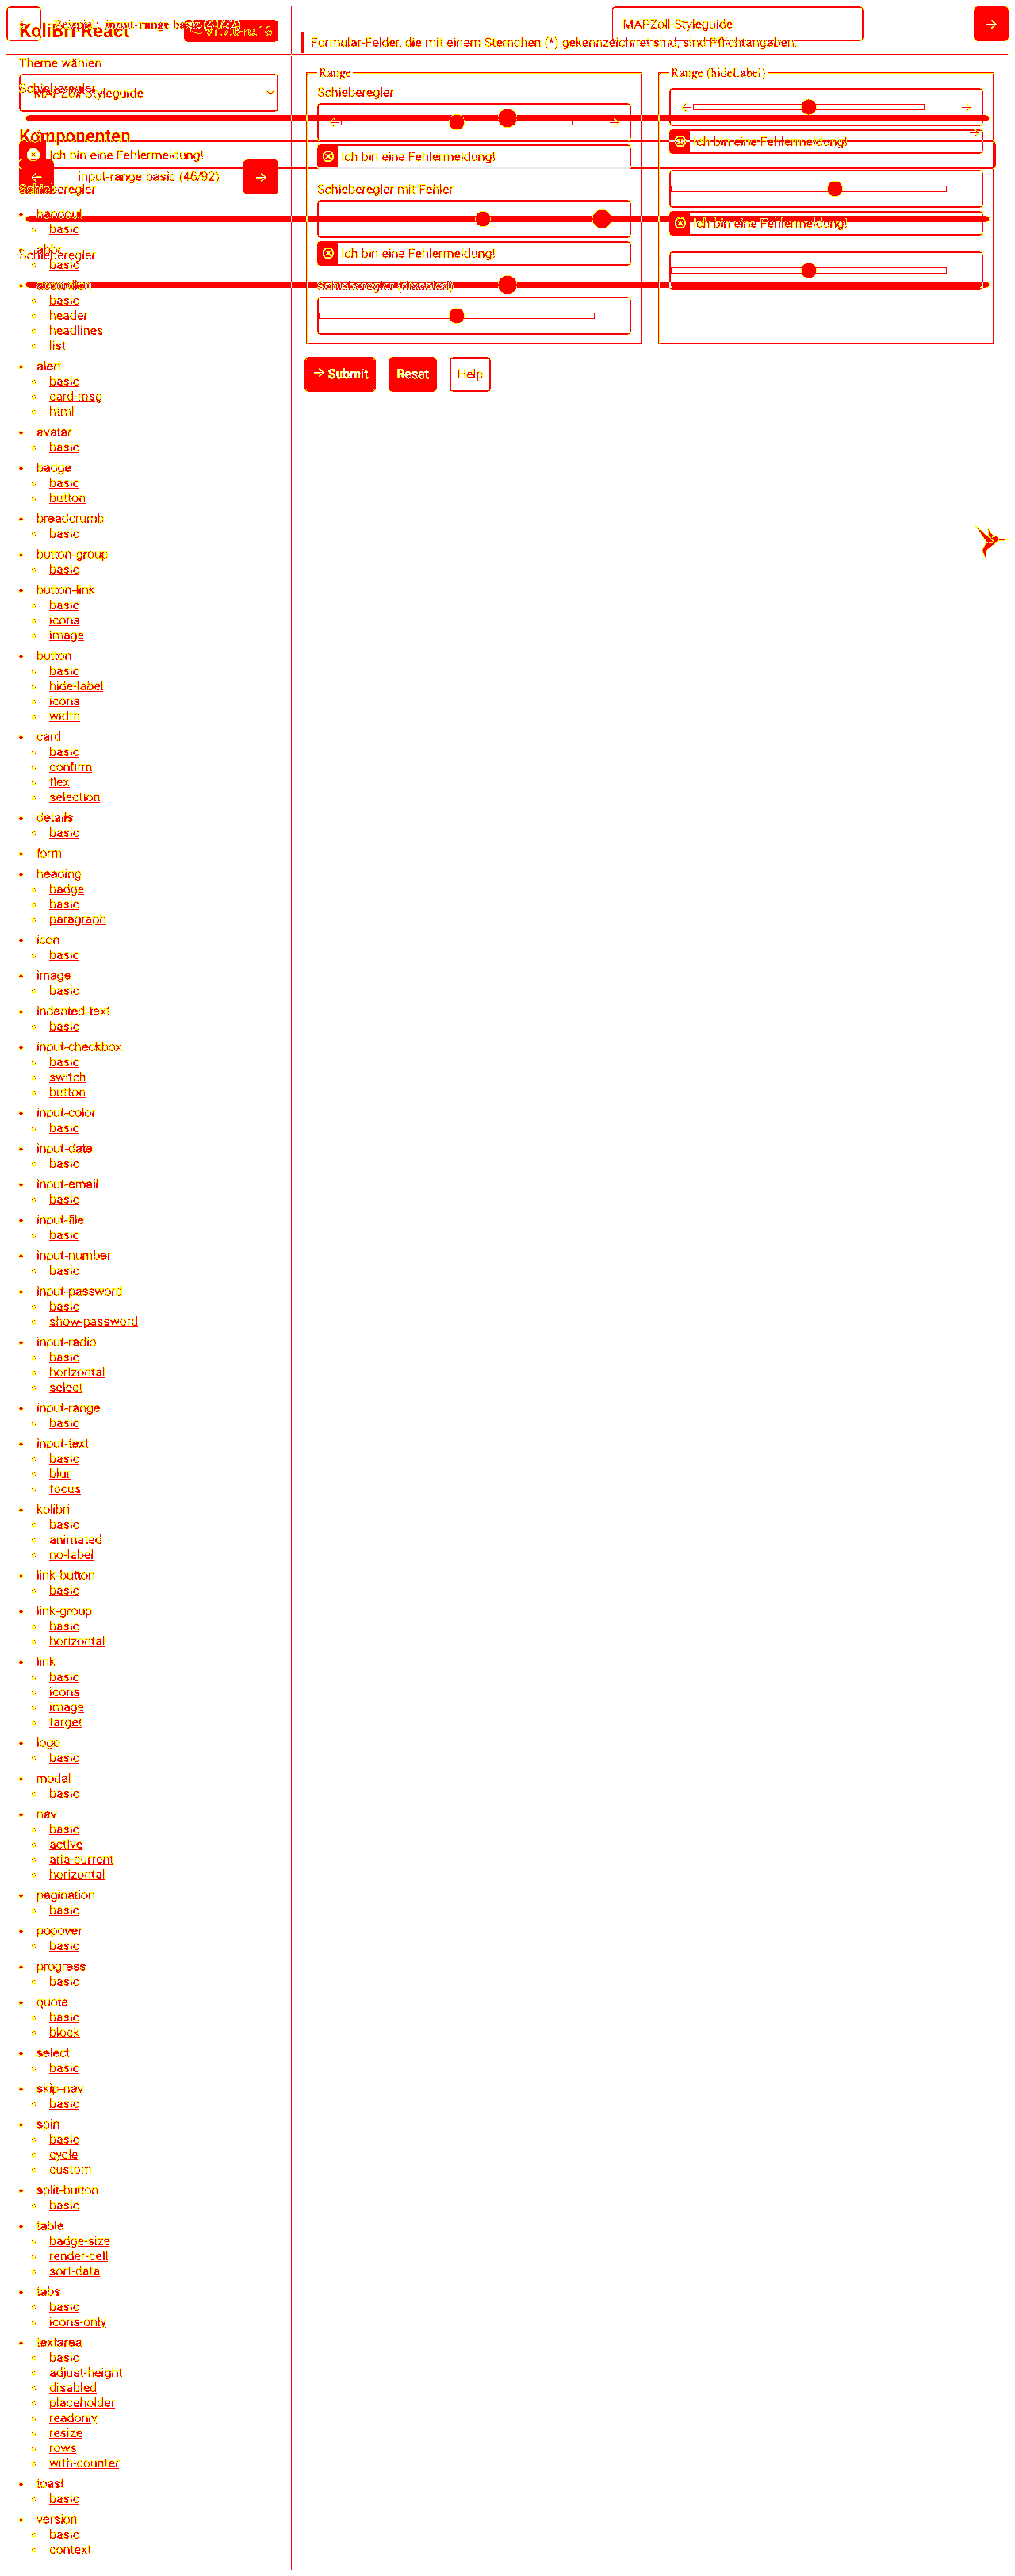 KoliBri React
Beispiel: input-range basic
MAPZoll-Styleguide
Formular-Felder, die mit einem Sternchen (*) gekennzeichnet sind, sind Pflichtangaben.
Theme wählen
Schieberegler
MAPZoll-Styleguide
Komponenten
Ich bin eine Fehlermeldung!
input-range basic (46/92)
Schieberegler
Schieberegler
Range
Schieberegler
Ich bin eine Fehlermeldung!
Schieberegler mit Fehler
Ich bin eine Fehlermeldung!
Schieberegler (disabled)
Range (hideLabel)
Ich bin eine Fehlermeldung!
Ich bin eine Fehlermeldung!
Submit
Reset
Help
handout
basic
abbr
basic
accordion
basic
header
headlines
list
alert
basic
card-msg
html
avatar
basic
badge
basic
button
breadcrumb
basic
button-group
basic
button-link
basic
icons
image
button
basic
hide-label
icons
width
card
basic
confirm
flex
selection
details
basic
form
heading
badge
basic
paragraph
icon
basic
image
basic
indented-text
basic
input-checkbox
basic
switch
button
input-color
basic
input-date
basic
input-email
basic
input-file
basic
input-number
basic
input-password
basic
show-password
input-radio
basic
horizontal
select
input-range
basic
input-text
basic
blur
focus
kolibri
basic
animated
no-label
link-button
basic
link-group
basic
horizontal
link
basic
icons
image
target
logo
basic
modal
basic
nav
basic
active
aria-current
horizontal
pagination
basic
popover
basic
progress
basic
quote
basic
block
select
basic
skip-nav
basic
spin
basic
cycle
custom
split-button
basic
table
badge-size
render-cell
sort-data
tabs
basic
icons-only
textarea
basic
adjust-height
disabled
placeholder
readonly
resize
rows
with-counter
toast
basic
version
basic
context